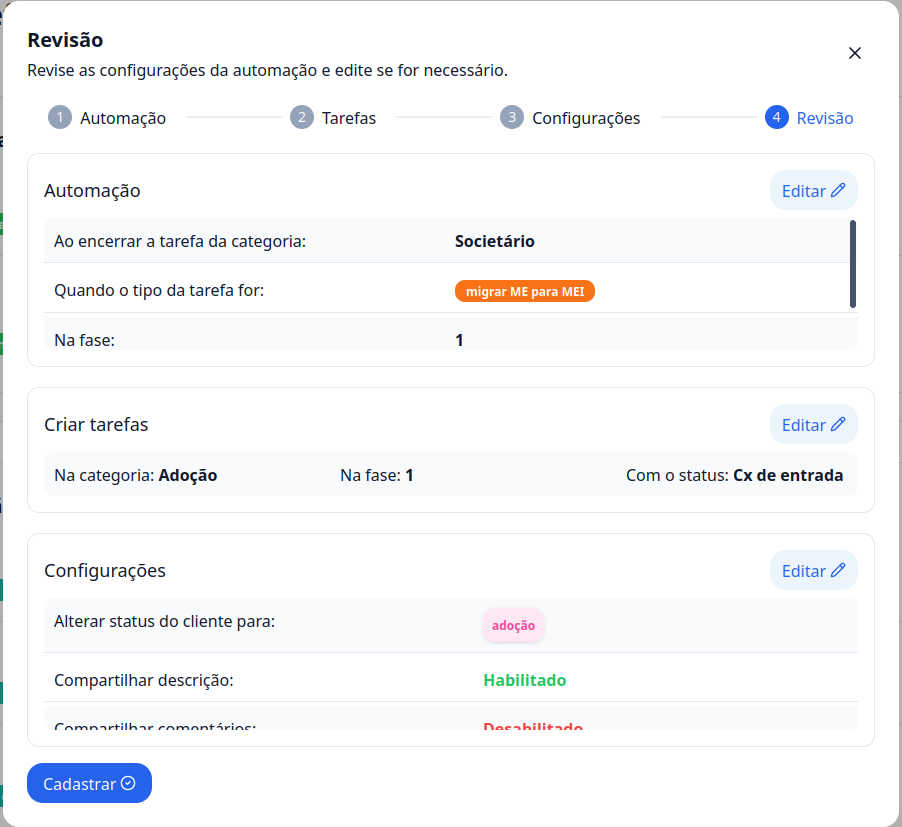 Revisão
Revise as configurações da automação e edite se for necessário.
1 Automação 2 Tarefas 3 Configurações 4 Revisão
Automação Editar
Ao encerrar a tarefa da categoria: Societário
Quando o tipo da tarefa for: migrar ME para MEI
Na fase: 1
Criar tarefas Editar
Na categoria: Adoção Na fase: 1 Com o status: Cx de entrada
Configurações Editar
Alterar status do cliente para: adoção
Compartilhar descrição: Habilitado
Compartilhar comentários: Desabilitado
Cadastrar